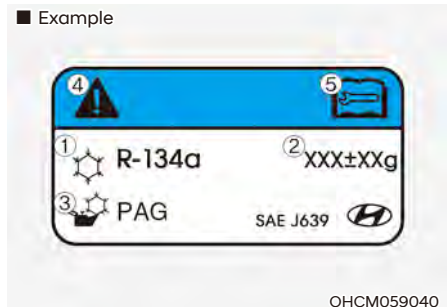 ■ Example
④ ⑤
① R-134a ② XXX±XXg
③ PAG SAE J639
OHCM059040